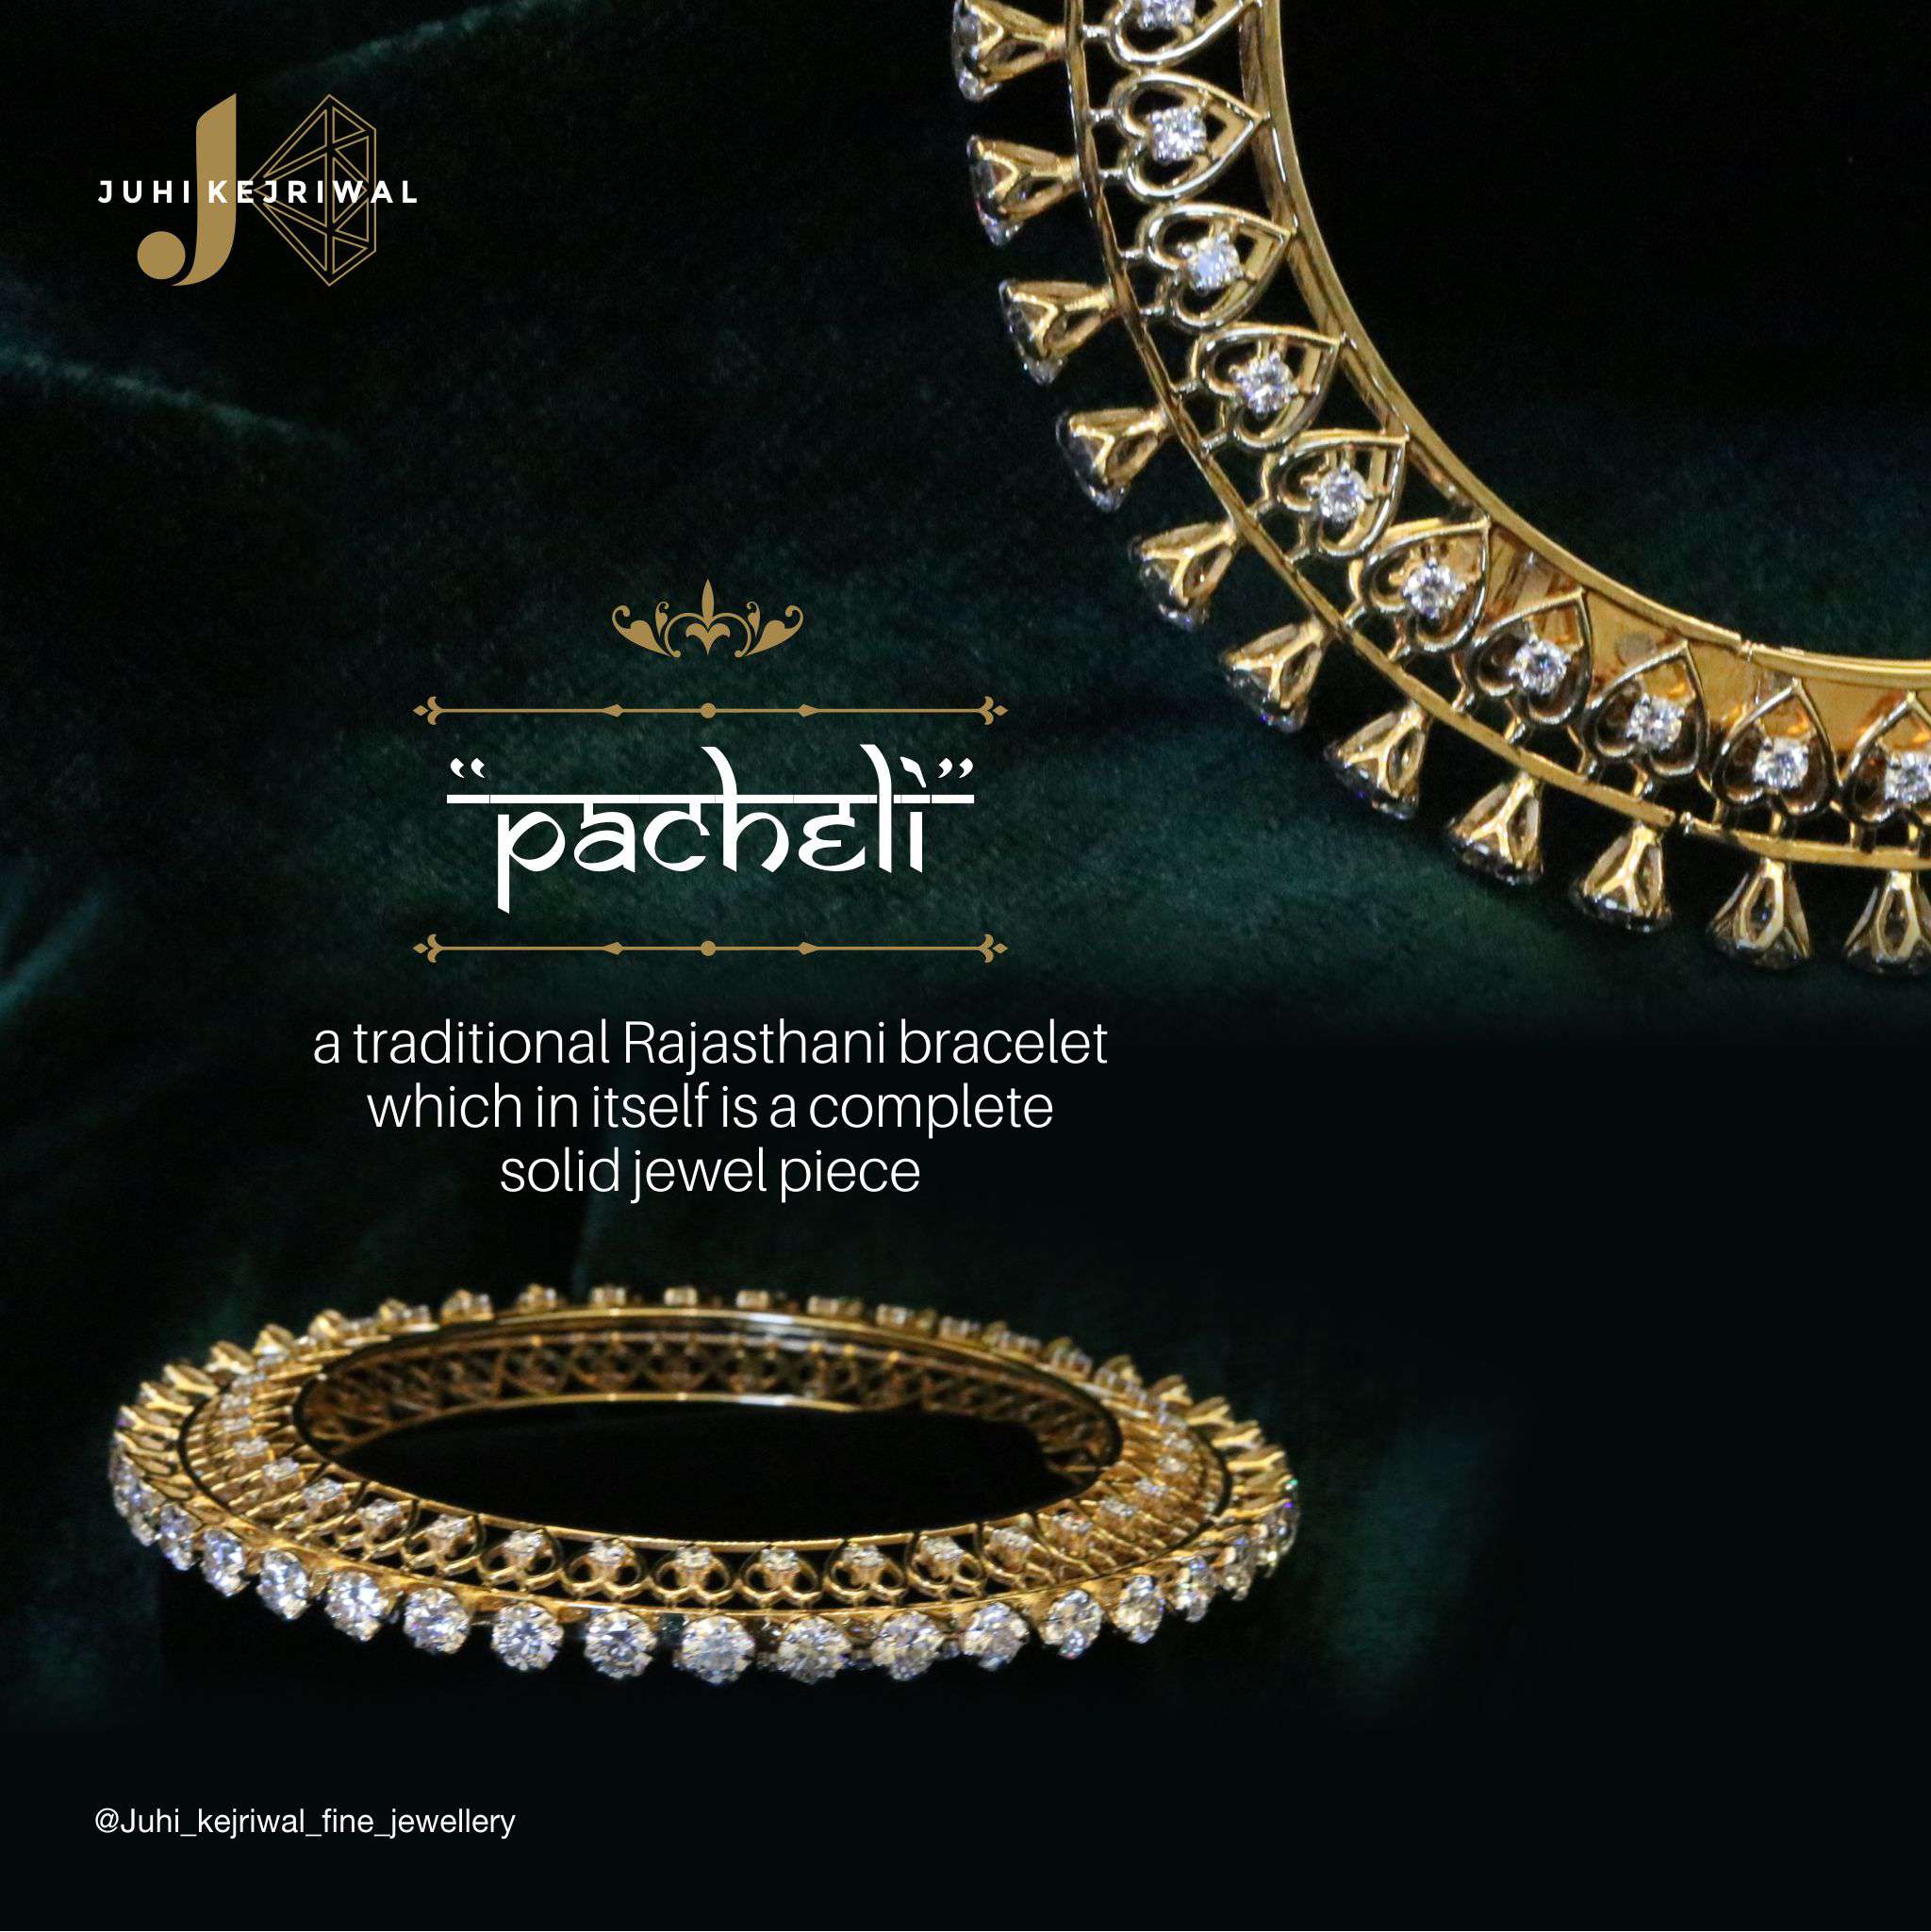 JUHI KEJRIWAL
“pacheli”
a traditional Rajasthani bracelet
which in itself is a complete
solid jewel piece
@Juhi_kejriwal_fine_jewellery